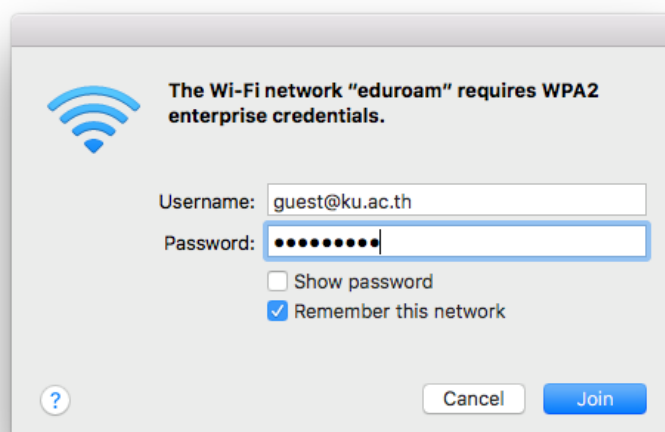 The Wi-Fi network “eduroam” requires WPA2
enterprise credentials.
Username: guest@ku.ac.th
Password: •••••••••
Show password
Remember this network
? Cancel Join